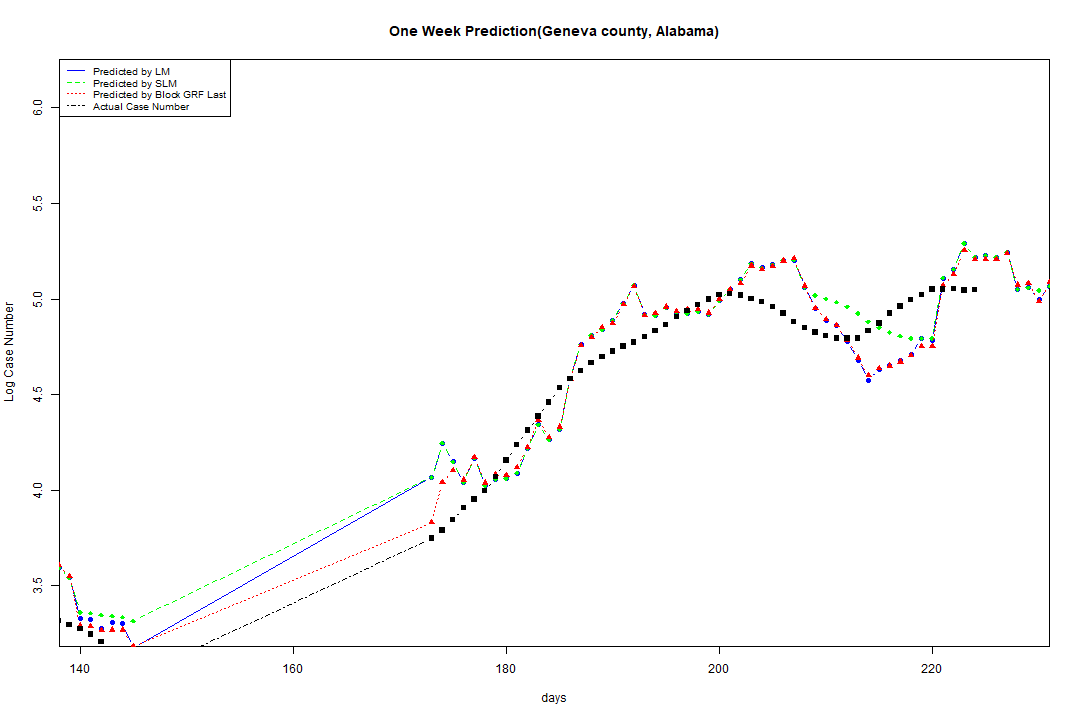 One Week Prediction(Geneva county, Alabama)
Predicted by LM
Predicted by SLM
Predicted by Block GRF Last
Actual Case Number
6.0
5.5
5.0
4.5
4.0
3.5
Log Case Number
140 160 180 200 220
days